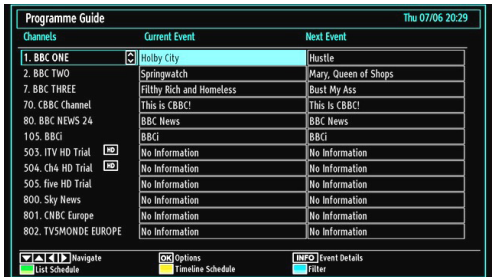 Programme Guide Thu 07/06 20:29
Channels Current Event Next Event
1. BBC ONE Holby City Hustle
2. BBC TWO Springwatch Mary, Queen of Shops
7. BBC THREE Filthy Rich and Homeless Bust My Ass
70. CBBC Channel This is CBBC! This Is CBBC!
80. BBC NEWS 24 BBC News BBC News
105. BBCi BBCi BBCi
503. ITV HD Trial HD No Information No Information
504. Ch4 HD Trial HD No Information No Information
505. five HD Trial No Information No Information
800. Sky News No Information No Information
801. CNBC Europe No Information No Information
802. TV5MONDE EUROPE No Information No Information
Navigate OK Options INFO Event Details
List Schedule Timeline Schedule Filter